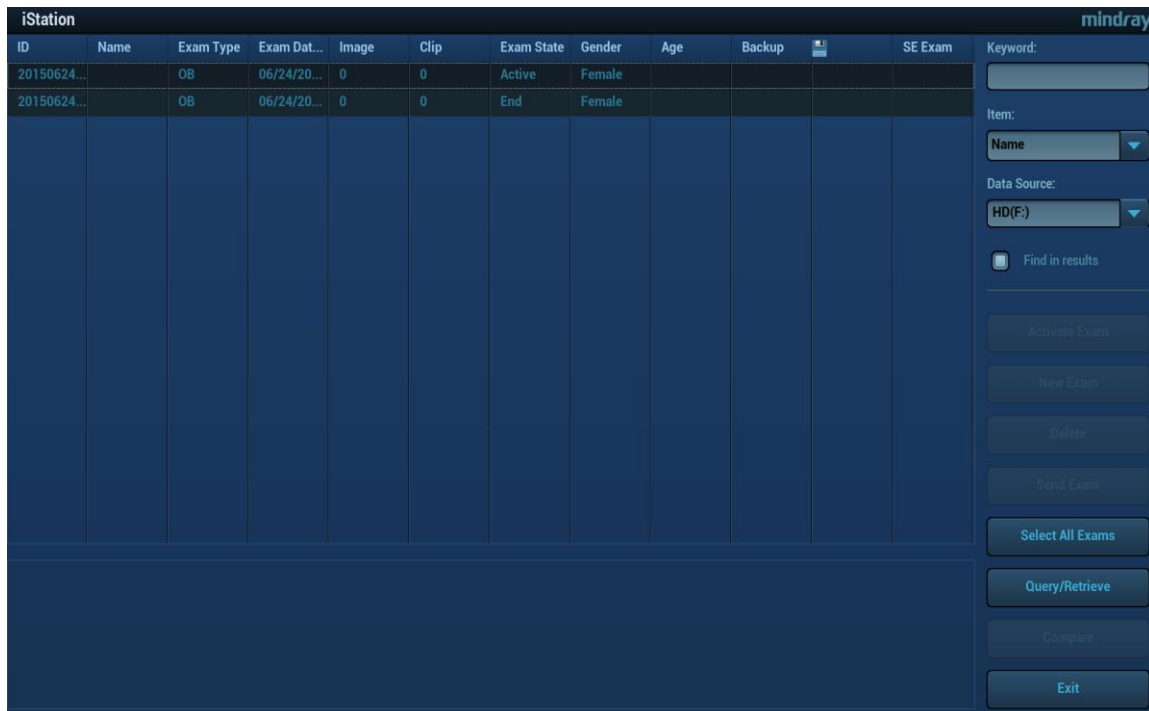 iStation mindray
ID Name Exam Type Exam Dat... Image Clip Exam State Gender Age Backup SE Exam
20150624... OB 06/24/20... 0 0 Active Female
20150624... OB 06/24/20... 0 0 End Female
Keyword:
Item:
Name
Data Source:
HD(F:)
Find in results
Activate Exam
New Exam
Delete
Send Exam
Select All Exams
Query/Retrieve
Compare
Exit